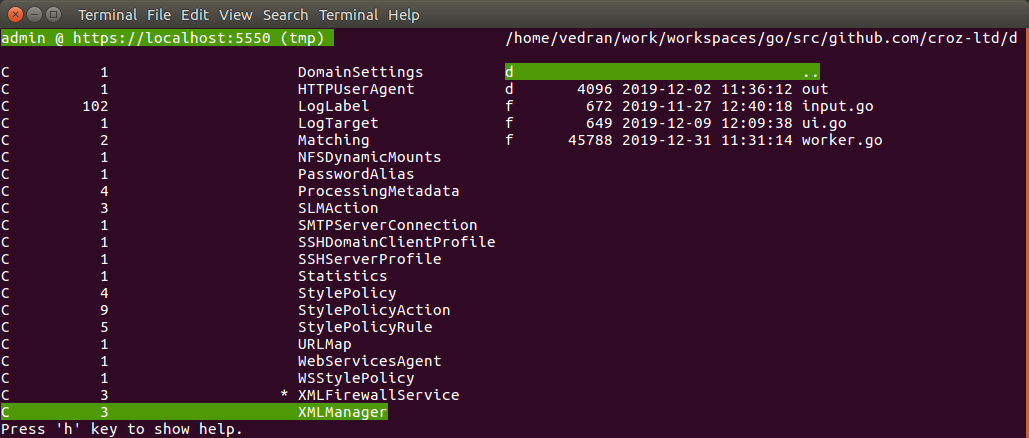 Terminal File Edit View Search Terminal Help
admin @ https://localhost:5550 (tmp) /home/vedran/work/workspaces/go/src/github.com/croz-ltd/d
C 1 DomainSettings d ..
C 1 HTTPUserAgent d 4096 2019-12-02 11:36:12 out
C 102 LogLabel f 672 2019-11-27 12:40:18 input.go
C 1 LogTarget f 649 2019-12-09 12:09:38 ui.go
C 2 Matching f 45788 2019-12-31 11:31:14 worker.go
C 1 NFSDynamicMounts
C 1 PasswordAlias
C 4 ProcessingMetadata
C 3 SLMAction
C 1 SMTPServerConnection
C 1 SSHDomainClientProfile
C 1 SSHServerProfile
C 1 Statistics
C 4 StylePolicy
C 9 StylePolicyAction
C 5 StylePolicyRule
C 1 URLMap
C 1 WebServicesAgent
C 1 WSStylePolicy
C 3 * XMLFirewallService
C 3 XMLManager
Press 'h' key to show help.